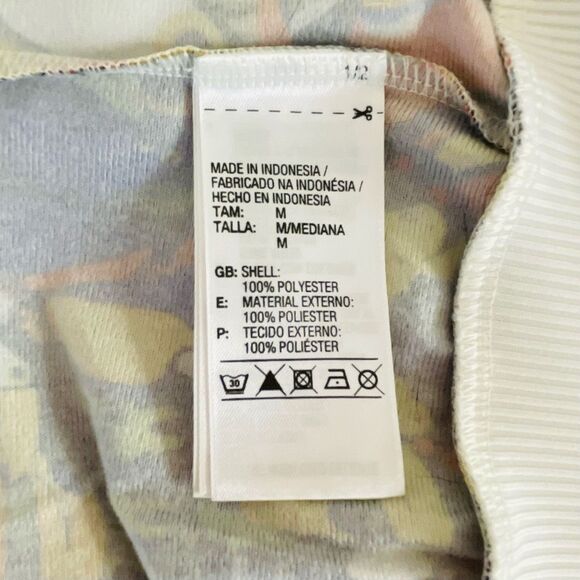 1/2
MADE IN INDONESIA /
FABRICADO NA INDONÉSIA /
HECHO EN INDONESIA
TAM: M
TALLA: M/MEDIANA
M
GB: SHELL:
100% POLYESTER
E: MATERIAL EXTERNO:
100% POLIESTER
P: TECIDO EXTERNO:
100% POLIÉSTER
30